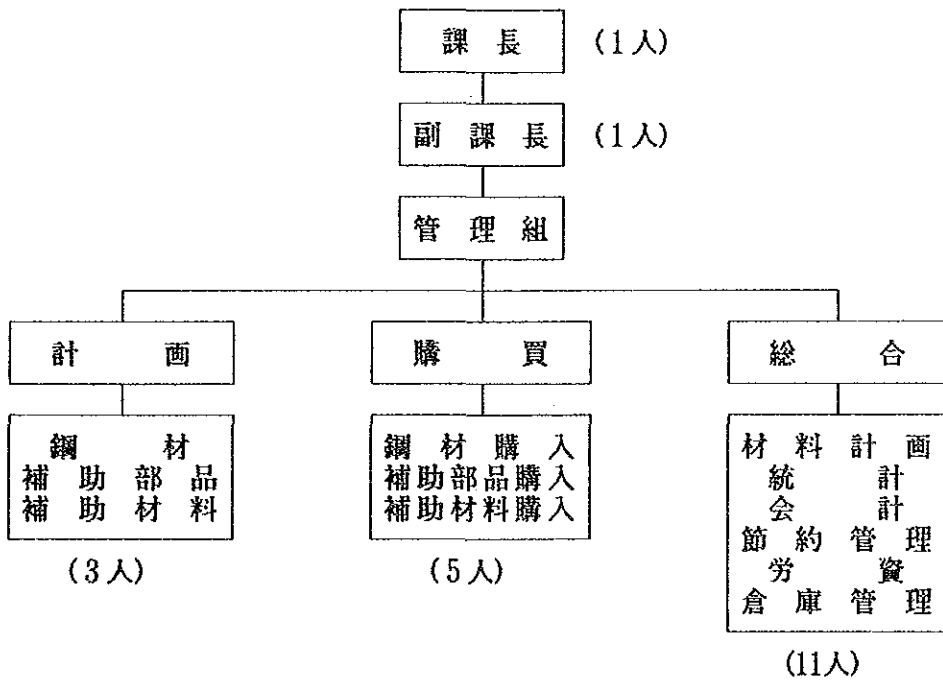 課長 (1人)
副課長 (1人)
管理組
計画
購買
総合
鋼材
補助部品
補助材料
(3人)
鋼材購入
補助部品購入
補助材料購入
(5人)
材料計画
統計
会計
節約管理
労資
倉庫管理
(11人)